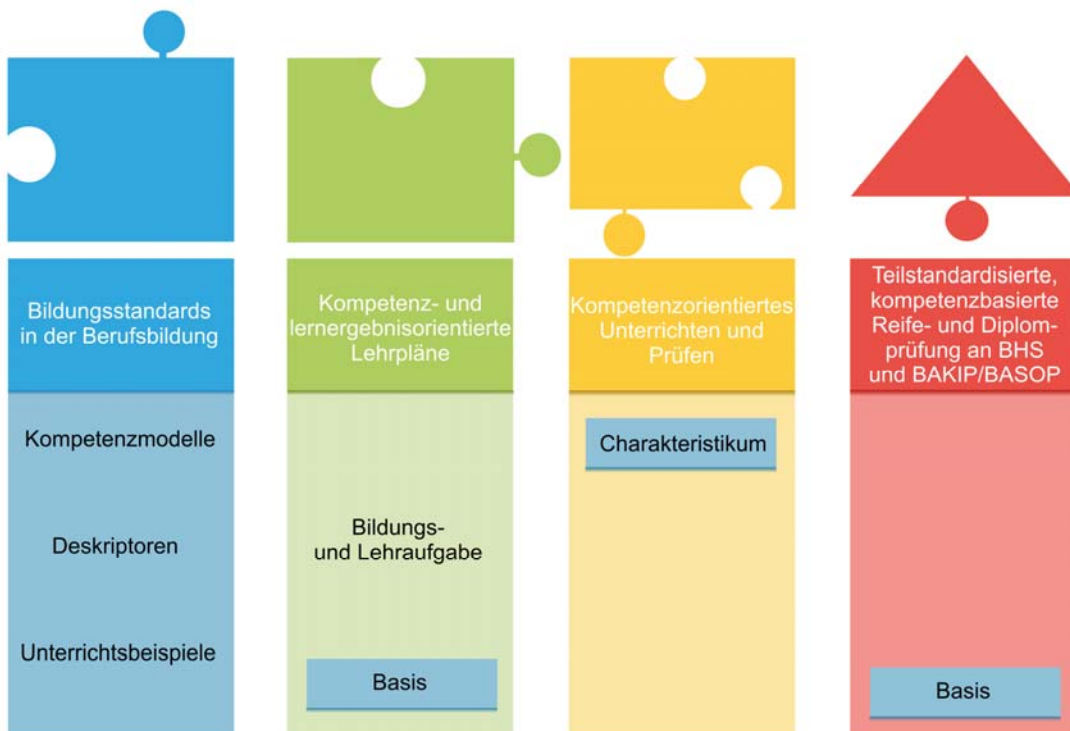 Bildungsstandards
in der Berufsbildung
Kompetenzmodelle
Deskriptoren
Unterrichtsbeispiele
Kompetenz- und
lernergebnisorientierte
Lehrpläne
Bildungs-
und Lehraufgabe
Basis
Kompetenzorientiertes
Unterrichten und
Prüfen
Charakteristikum
Teilstandardisierte,
kompetenzbasierte
Reife- und Diplom-
prüfung an BHS
und BAKIP/BASOP
Basis